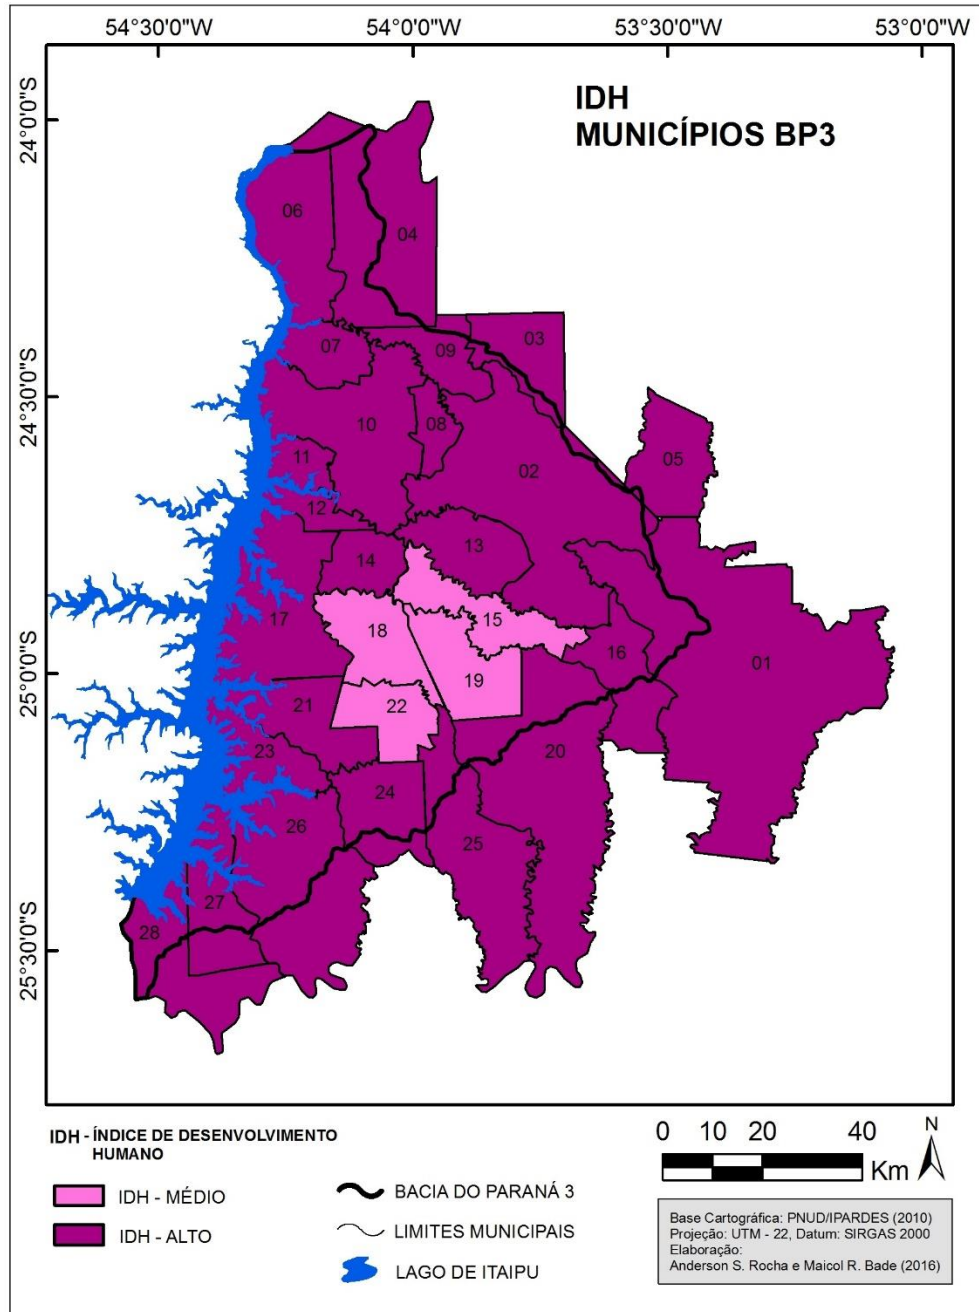 54°30'0"W 54°0'0"W 53°30'0"W 53°0'0"W
IDH
MUNICÍPIOS BP3
24°0'0"S
24°30'0"S
25°0'0"S
25°30'0"S
06
04
03
07
09
10
08
02
05
11
12
13
14
17
18
15
16
01
19
21
22
23
20
24
26
25
27
28
IDH - ÍNDICE DE DESENVOLVIMENTO
HUMANO
IDH - MÉDIO
IDH - ALTO
BACIA DO PARANÁ 3
LIMITES MUNICIPAIS
LAGO DE ITAIPU
0 10 20 40
Km
N
Base Cartográfica: PNUD/IPARDES (2010)
Projeção: UTM - 22, Datum: SIRGAS 2000
Elaboração:
Anderson S. Rocha e Maicol R. Bade (2016)